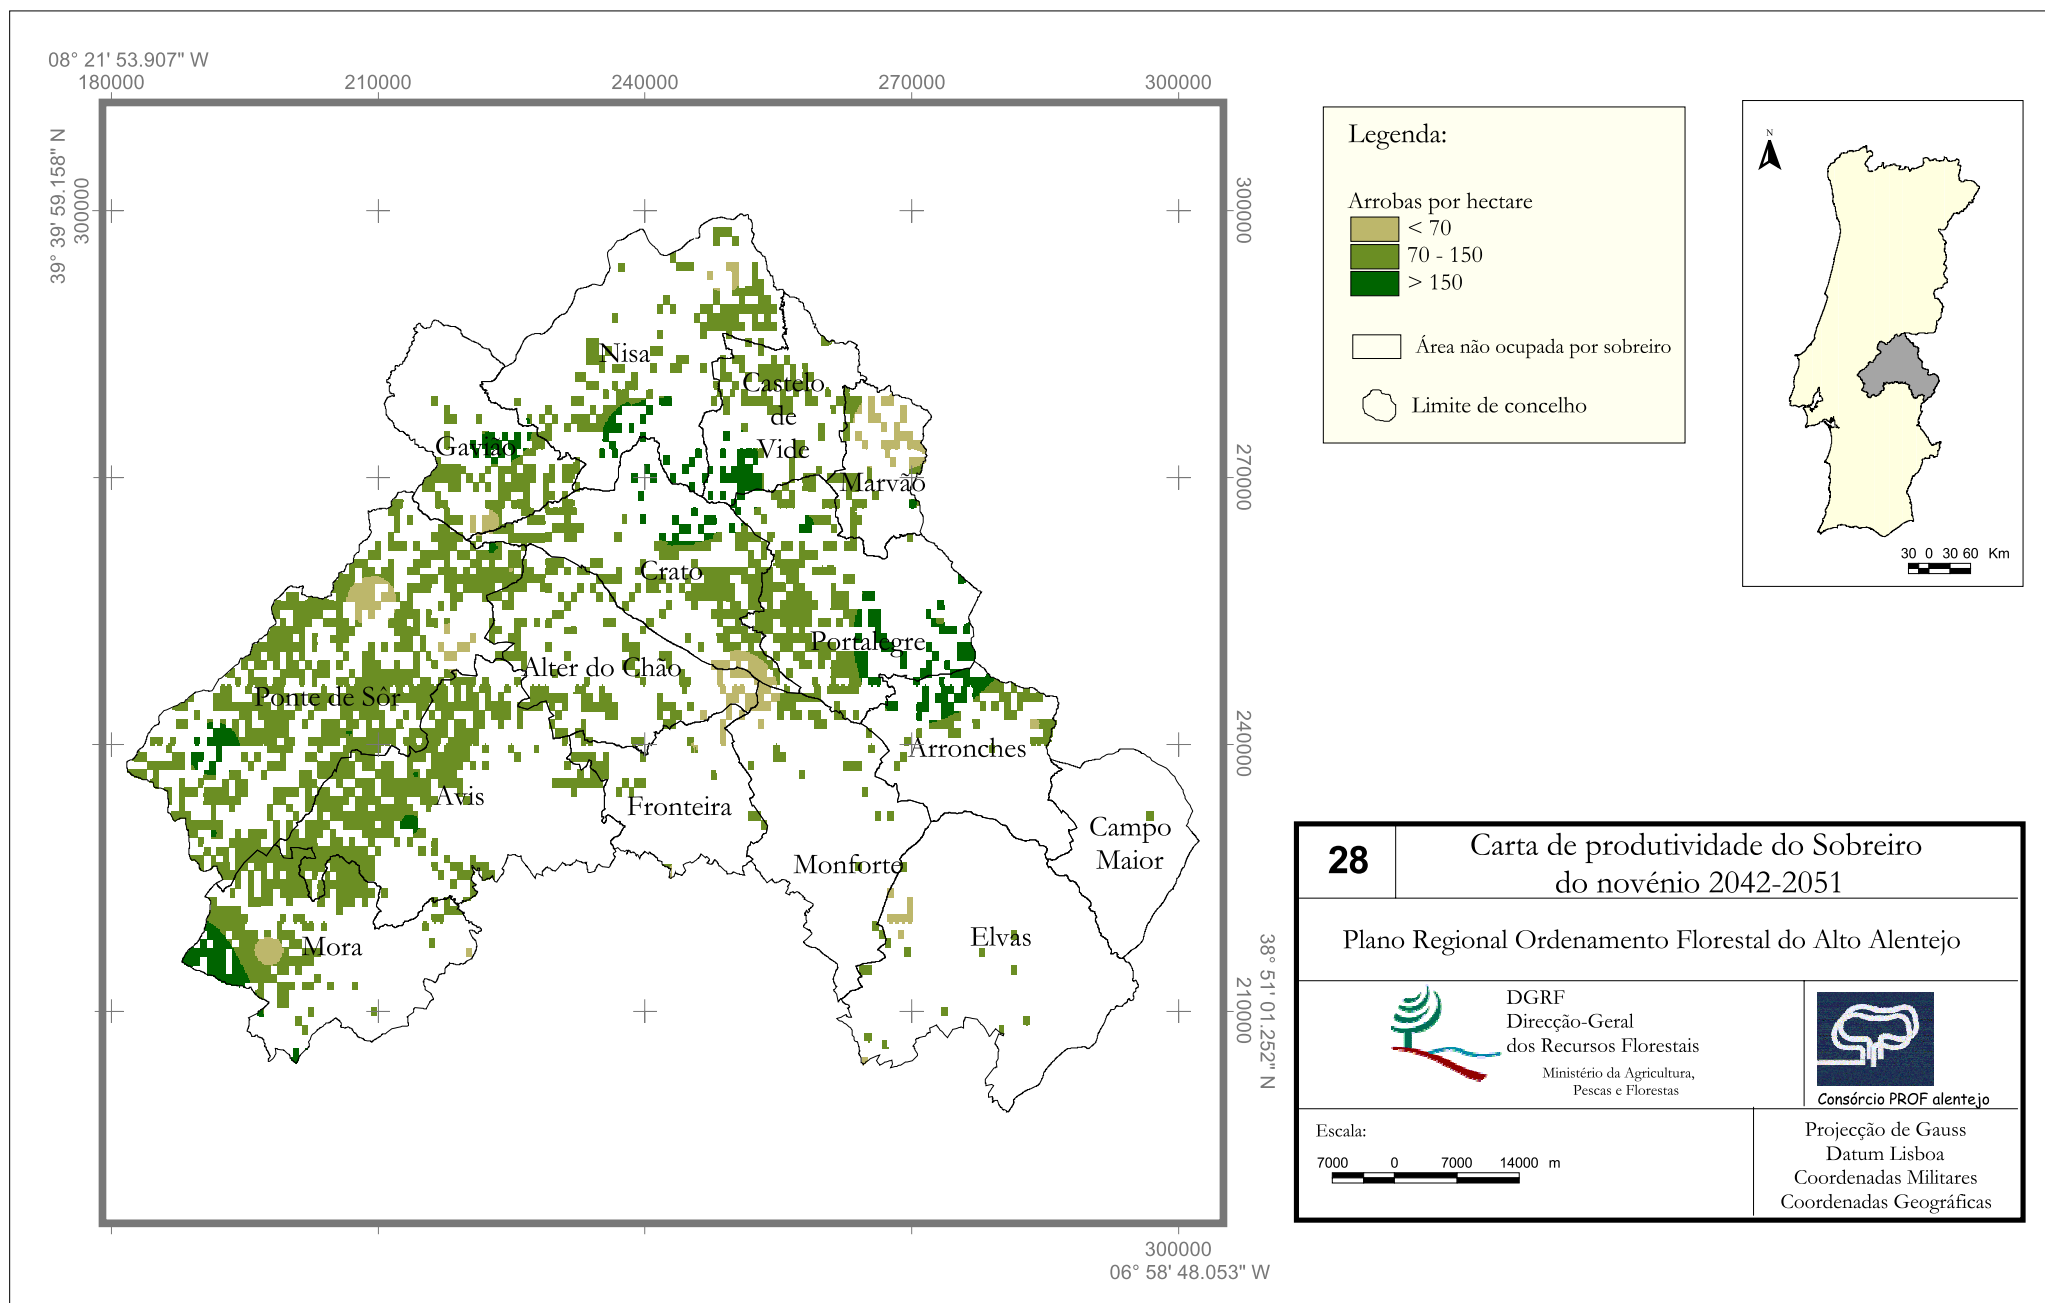 08° 21' 53.907" W
180000
210000
240000
270000
300000
39° 39' 59.158" N
300000
300000
270000
240000
210000
38° 51' 01.252" N
300000
06° 58' 48.053" W
Nisa
Castelo
de
Vide
Gavião
Marvão
Crato
Portalegre
Alter do Chão
Ponte de Sôr
Arronches
Avis
Fronteira
Campo
Maior
Monforte
Elvas
Mora
Legenda:
Arrobas por hectare
< 70
70 - 150
> 150
Área não ocupada por sobreiro
Limite de concelho
N
30 0 30 60 Km
28
Carta de produtividade do Sobreiro
do novénio 2042-2051
Plano Regional Ordenamento Florestal do Alto Alentejo
DGRF
Direcção-Geral
dos Recursos Florestais
Ministério da Agricultura,
Pescas e Florestas
Consórcio PROF alentejo
Escala:
7000 0 7000 14000 m
Projecção de Gauss
Datum Lisboa
Coordenadas Militares
Coordenadas Geográficas